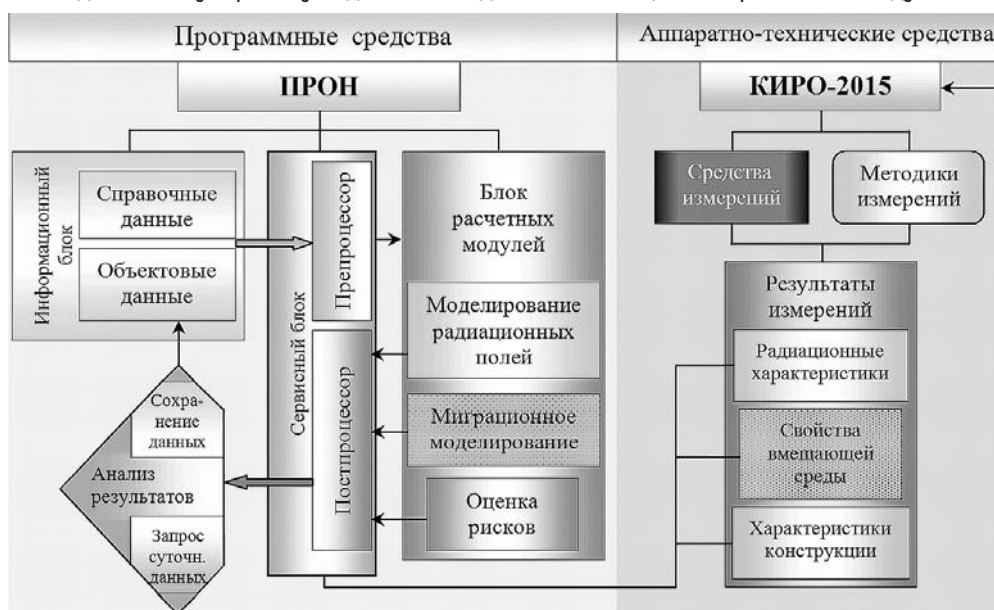 Программные средства
Аппаратно-технические средства
ПРОН
КИРО-2015
Информационный
блок
Справочные
данные
Объектовые
данные
Сервисный блок
Препроцессор
Постпроцессор
Блок
расчетных
модулей
Моделирование
радиационных
полей
Миграционное
моделирование
Оценка
рисков
Сохра-
нение
данных
Анализ
результатов
Запрос
суточн.
данных
Средства
измерений
Методики
измерений
Результаты
измерений
Радиационные
характеристики
Свойства
вмещающей
среды
Характеристики
конструкции